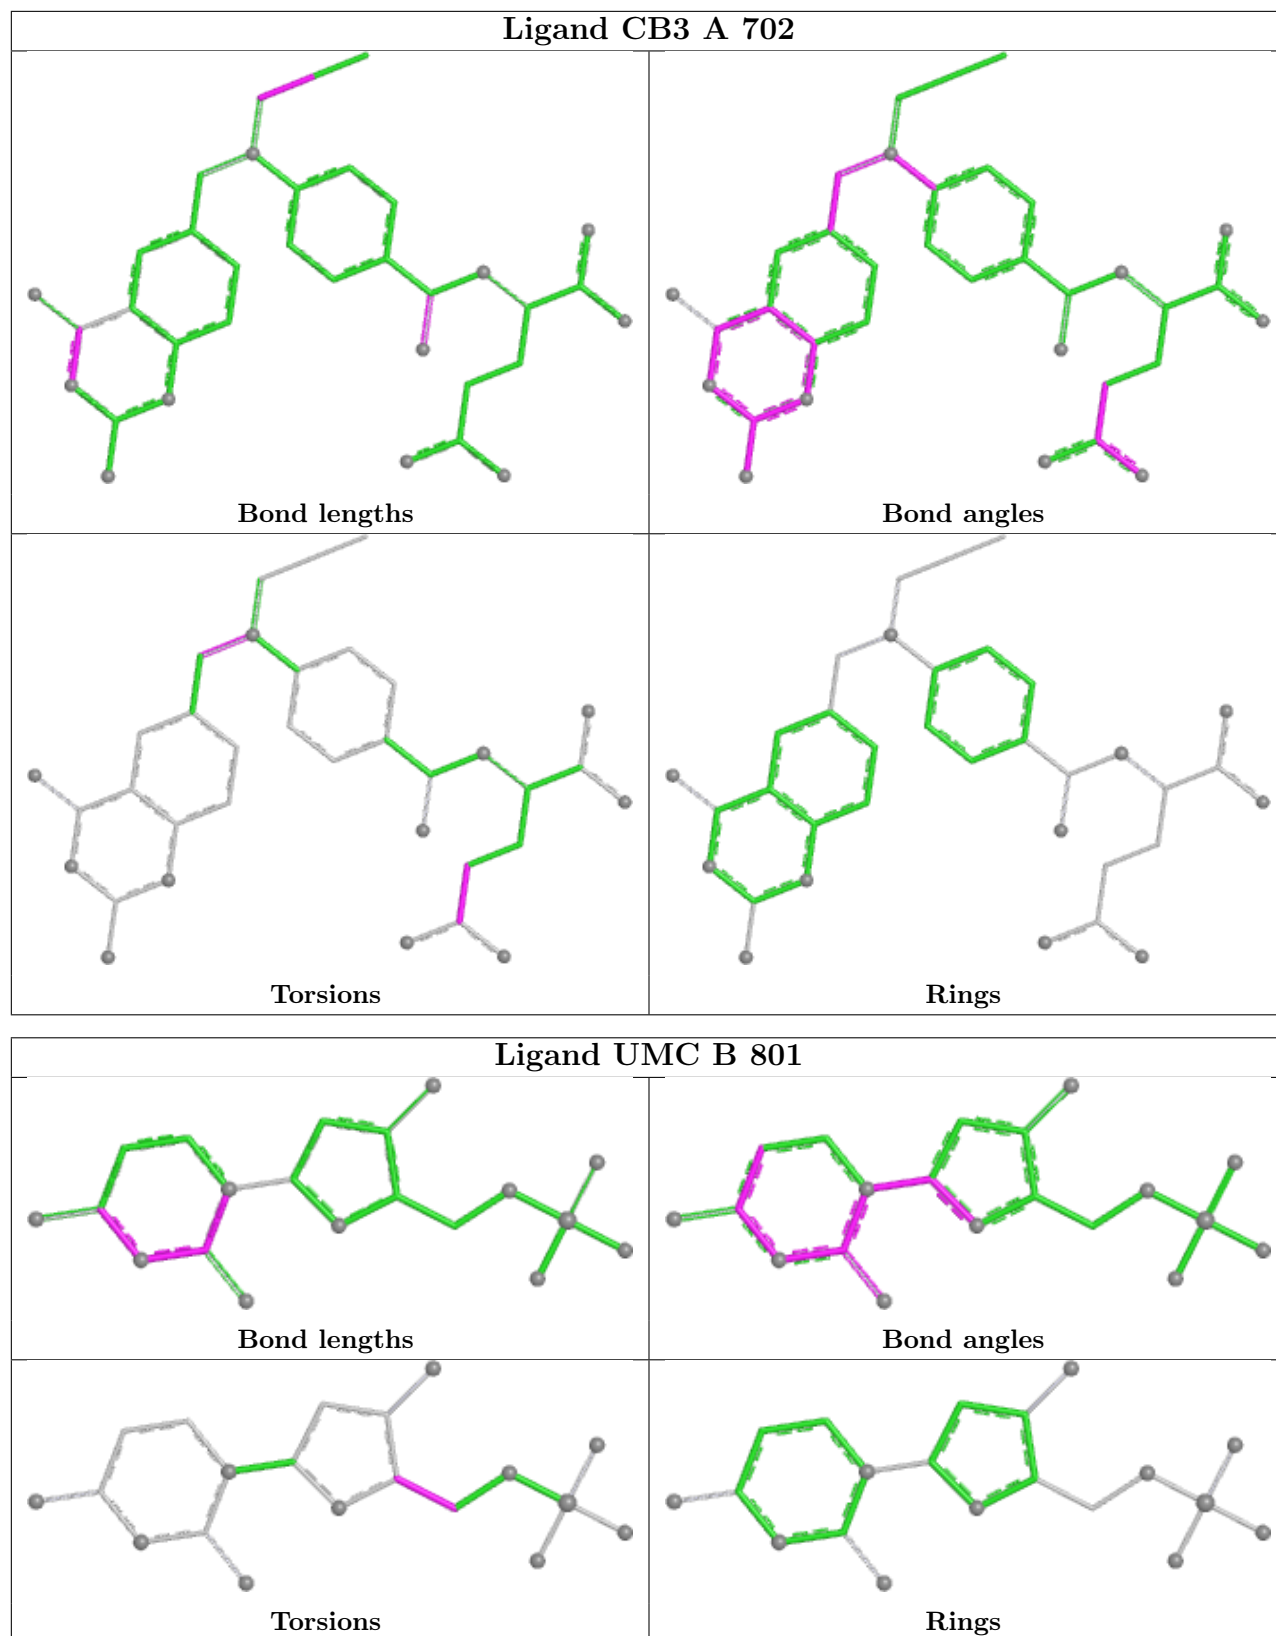 Ligand CB3 A 702
Bond lengths
Bond angles
Torsions
Rings
Ligand UMC B 801
Bond lengths
Bond angles
Torsions
Rings